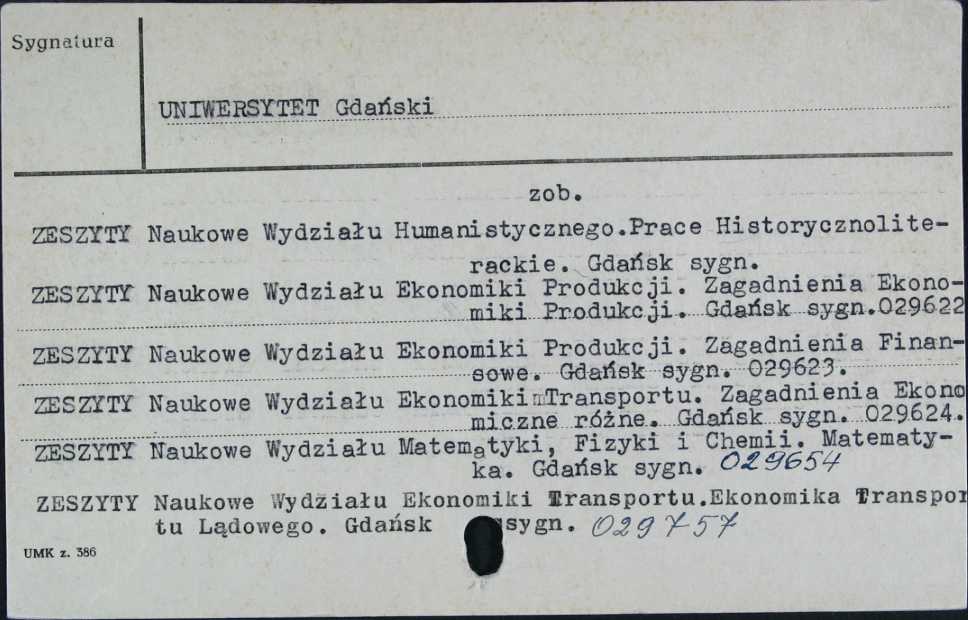 Sygnatura
UNIWERSYTET Gdański
zob.
ZESZYTY Naukowe Wydziału Humanistycznego.Prace Historycznolite-
rackie. Gdańsk sygn.
ZESZYTY Naukowe Wydziału Ekonomiki Produkcji. Zagadnienia Ekono-
miki Produkcji. Gdańsk sygn.029622
ZESZYTY Naukowe Wydziału Ekonomiki Produkcji. Zagadnienia Finan-
sowe. Gdańsk sygn. 029623.
ZESZYTY Naukowe Wydziału Ekonomiki Transportu. Zagadnienia Ekono
miczne różne. Gdańsk sygn. 029624.
ZESZYTY Naukowe Wydziału Matematyki, Fizyki i Chemii. Matematy-
ka. Gdańsk sygn. 029654
ZESZYTY Naukowe Wydziału Ekonomiki Transportu.Ekonomika Transpor
tu Lądowego. Gdańsk sygn. 029757
UMK z. 386